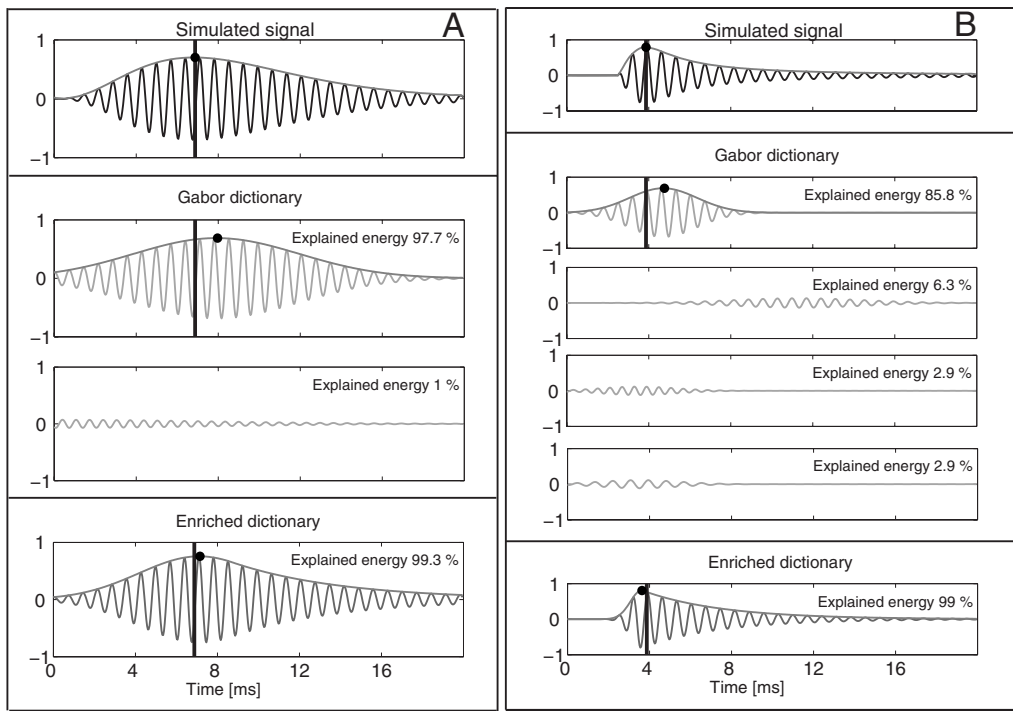 A
Simulated signal
1
0
−1
Gabor dictionary
1
Explained energy 97.7 %
0
−1
1
Explained energy 1 %
0
−1
Enriched dictionary
1
Explained energy 99.3 %
0
−1
0 4 8 12 16
Time [ms]
B
Simulated signal
1
0
−1
Gabor dictionary
1
Explained energy 85.8 %
0
−1
1
Explained energy 6.3 %
0
−1
1
Explained energy 2.9 %
0
−1
1
Explained energy 2.9 %
0
−1
Enriched dictionary
1
Explained energy 99 %
0
−1
0 4 8 12 16
Time [ms]